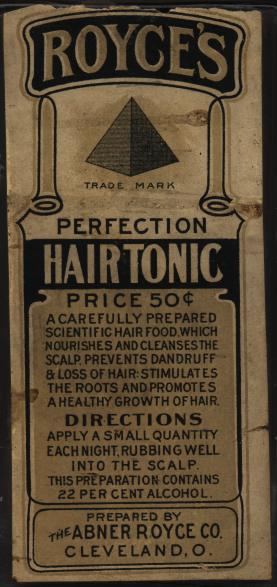 ROYCE'S
TRADE MARK
PERFECTION
HAIR TONIC
PRICE 50¢
A CAREFULLY PREPARED
SCIENTIFIC HAIR FOOD, WHICH
NOURISHES AND CLEANSES THE
SCALP, PREVENTS DANDRUFF
& LOSS OF HAIR: STIMULATES
THE ROOTS AND PROMOTES
A HEALTHY GROWTH OF HAIR.
DIRECTIONS
APPLY A SMALL QUANTITY
EACH NIGHT, RUBBING WELL
INTO THE SCALP.
THIS PREPARATION CONTAINS
22 PER CENT ALCOHOL.
PREPARED BY
THE ABNER ROYCE CO.
CLEVELAND, O.